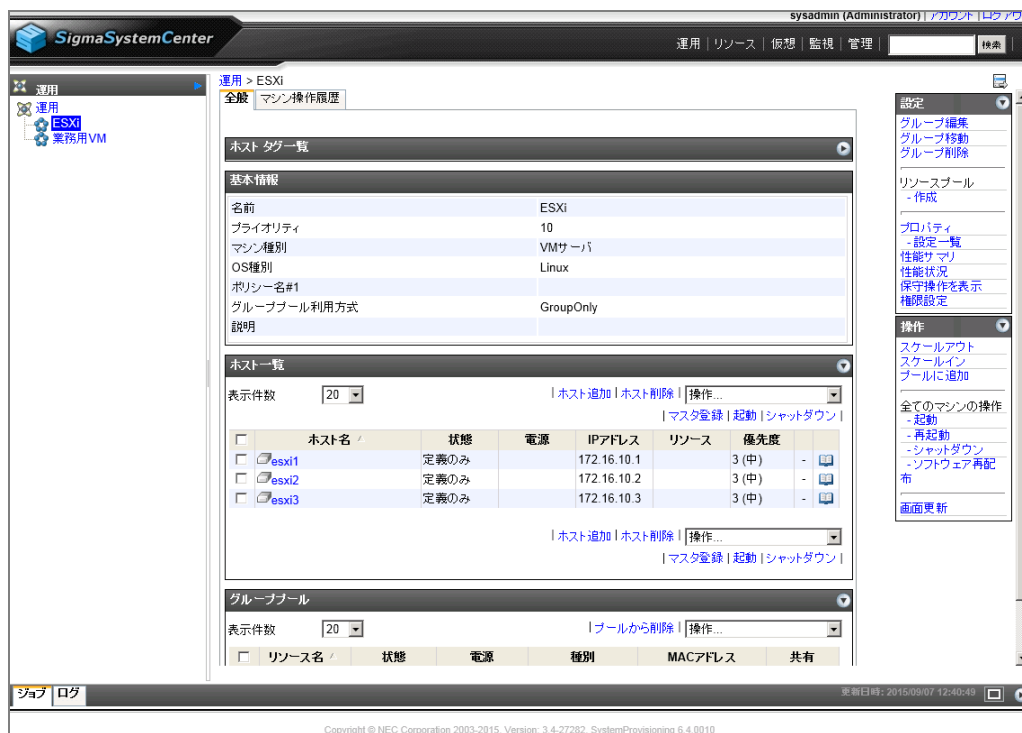 sysadmin (Administrator) | アカウント | ログアウ
SigmaSystemCenter
運用 | リソース | 仮想 | 監視 | 管理 | 検索
運用
運用
ESXi
業務用VM
運用 > ESXi
全般 マシン操作履歴
ホスト タグ一覧
基本情報
名前 ESXi
プライオリティ 10
マシン種別 VMサーバ
OS種別 Linux
ポリシー名#1
グループプール利用方式 GroupOnly
説明
ホスト一覧
表示件数 20 | ホスト追加 | ホスト削除 | 操作...
| マスタ登録 | 起動 | シャットダウン |
ホスト名 状態 電源 IPアドレス リソース 優先度
esxi1 定義のみ 172.16.10.1 3 (中) -
esxi2 定義のみ 172.16.10.2 3 (中) -
esxi3 定義のみ 172.16.10.3 3 (中) -
| ホスト追加 | ホスト削除 | 操作...
| マスタ登録 | 起動 | シャットダウン |
グループプール
表示件数 20 | プールから削除 | 操作...
リソース名 状態 電源 種別 MACアドレス 共有
設定
グループ編集
グループ移動
グループ削除
リソースプール
- 作成
プロパティ
- 設定一覧
性能サマリ
性能状況
保守操作を表示
権限設定
操作
スケールアウト
スケールイン
プールに追加
全てのマシンの操作
- 起動
- 再起動
- シャットダウン
- ソフトウェア再配
布
画面更新
ジョブ ログ
更新日時: 2015/09/07 12:40:49
Copyright © NEC Corporation 2003-2015. Version: 3.4-27282, SystemProvisioning 6.4.0010